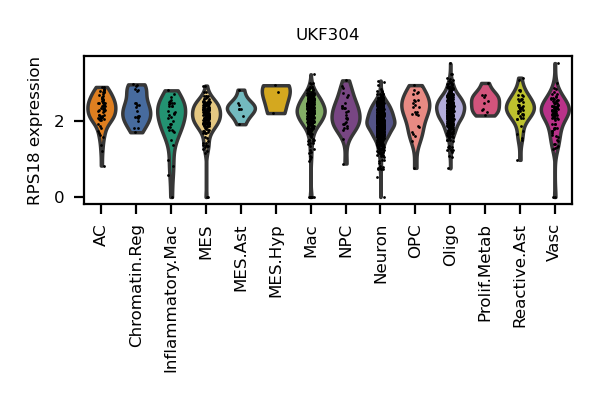 UKF304
RPS18 expression
2
0
AC
Chromatin.Reg
Inflammatory.Mac
MES
MES.Ast
MES.Hyp
Mac
NPC
Neuron
OPC
Oligo
Prolif.Metab
Reactive.Ast
Vasc